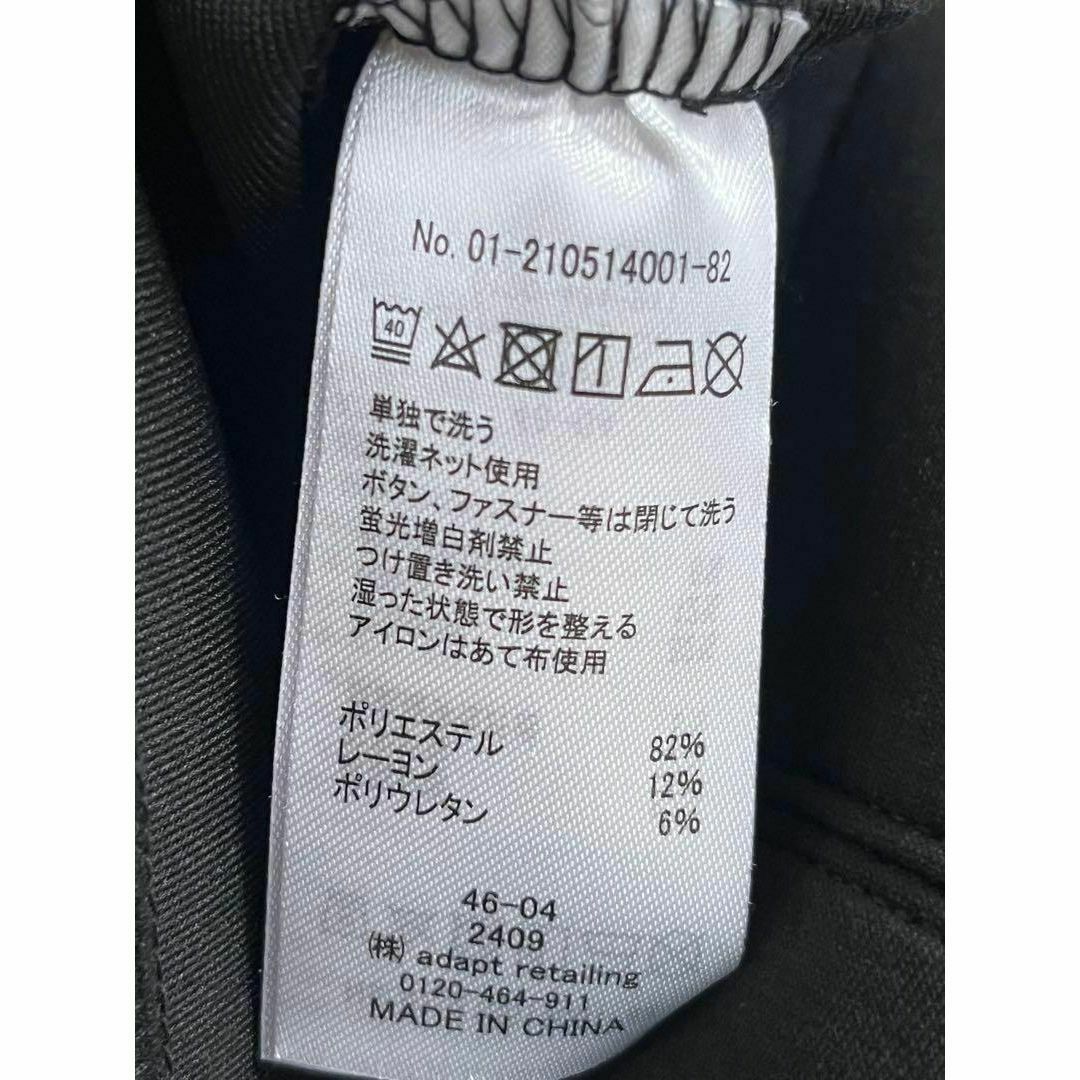 No. 01-210514001-82
40
単独で洗う
洗濯ネット使用
ボタン、ファスナー等は閉じて洗う
蛍光増白剤禁止
つけ置き洗い禁止
湿った状態で形を整える
アイロンはあて布使用
ポリエステル 82%
レーヨン 12%
ポリウレタン 6%
46-04
2409
(株) adapt retailing
0120-464-911
MADE IN CHINA